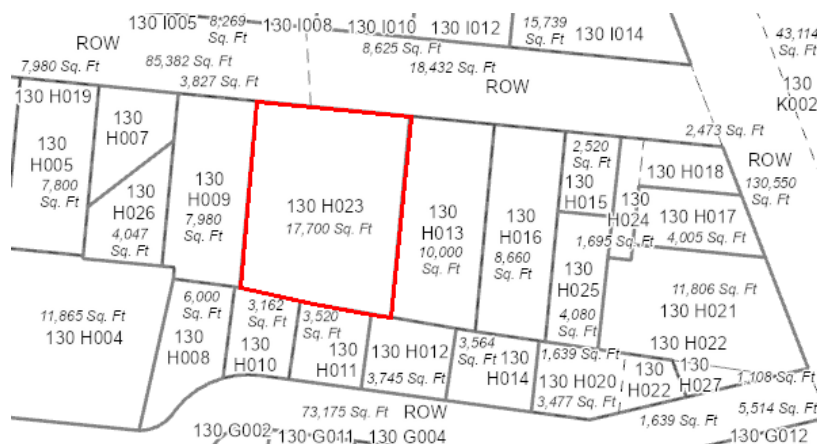 130 I005
8,269
Sq. Ft
130 I008
130 I010
130 I012
15,739
Sq. Ft
130 I014
43,114
Sq. Ft
ROW
8,625 Sq. Ft
7,980 Sq. Ft
85,382 Sq. Ft
18,432 Sq. Ft
3,827 Sq. Ft
ROW
130
K002
130 H019
130
H007
130
H005
7,800
Sq. Ft
130
H009
7,980
Sq. Ft
130
H026
4,047
Sq. Ft
130 H023
17,700 Sq. Ft
130
H013
10,000
Sq. Ft
130
H016
8,660
Sq. Ft
2,520
Sq. Ft
130
H015
2,473 Sq. Ft
ROW
130,550
Sq. Ft
130 H018
130
H024
130 H017
4,005 Sq. Ft
1,695 Sq. Ft
130
H025
4,080
Sq. Ft
11,806 Sq. Ft
130 H021
11,865 Sq. Ft
130 H004
6,000
Sq. Ft
130
H008
3,162
Sq. Ft
130
H010
3,520
Sq. Ft
130
H011
130 H012
3,745 Sq. Ft
3,564
Sq. Ft
130
H014
1,639 Sq. Ft
130 H020
3,477 Sq. Ft
130 H022
130
H022
130
H027
1,108 Sq. Ft
5,514 Sq. Ft
1,639 Sq. Ft
73,175 Sq. Ft
ROW
130 G002
130 G011
130 G004
130 G012